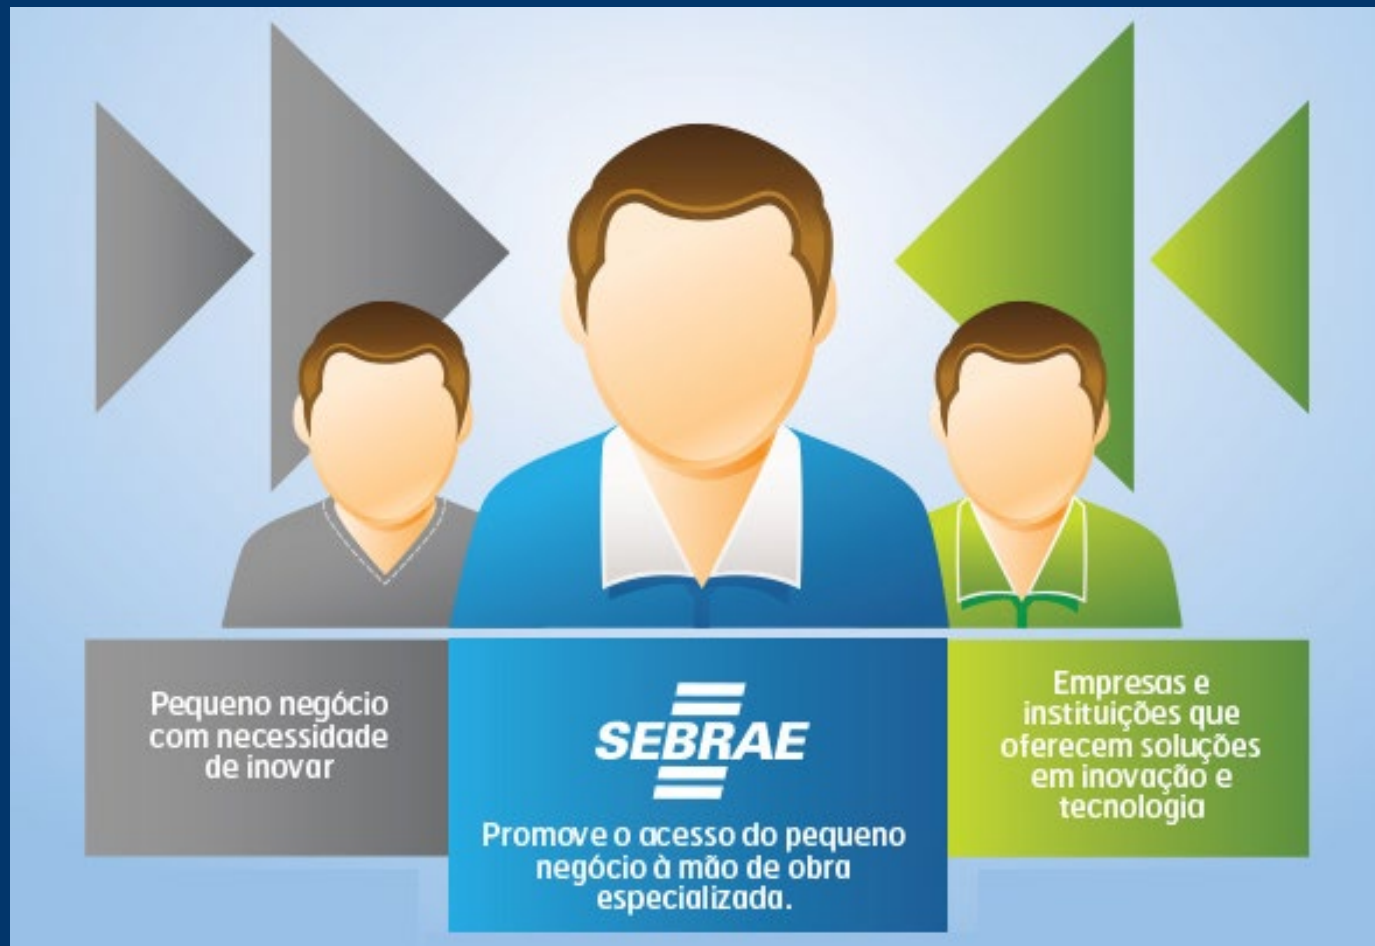 Pequeno negócio
com necessidade
de inovar
SEBRAE
Promove o acesso do pequeno
negócio à mão de obra
especializada.
Empresas e
instituições que
oferecem soluções
em inovação e
tecnologia